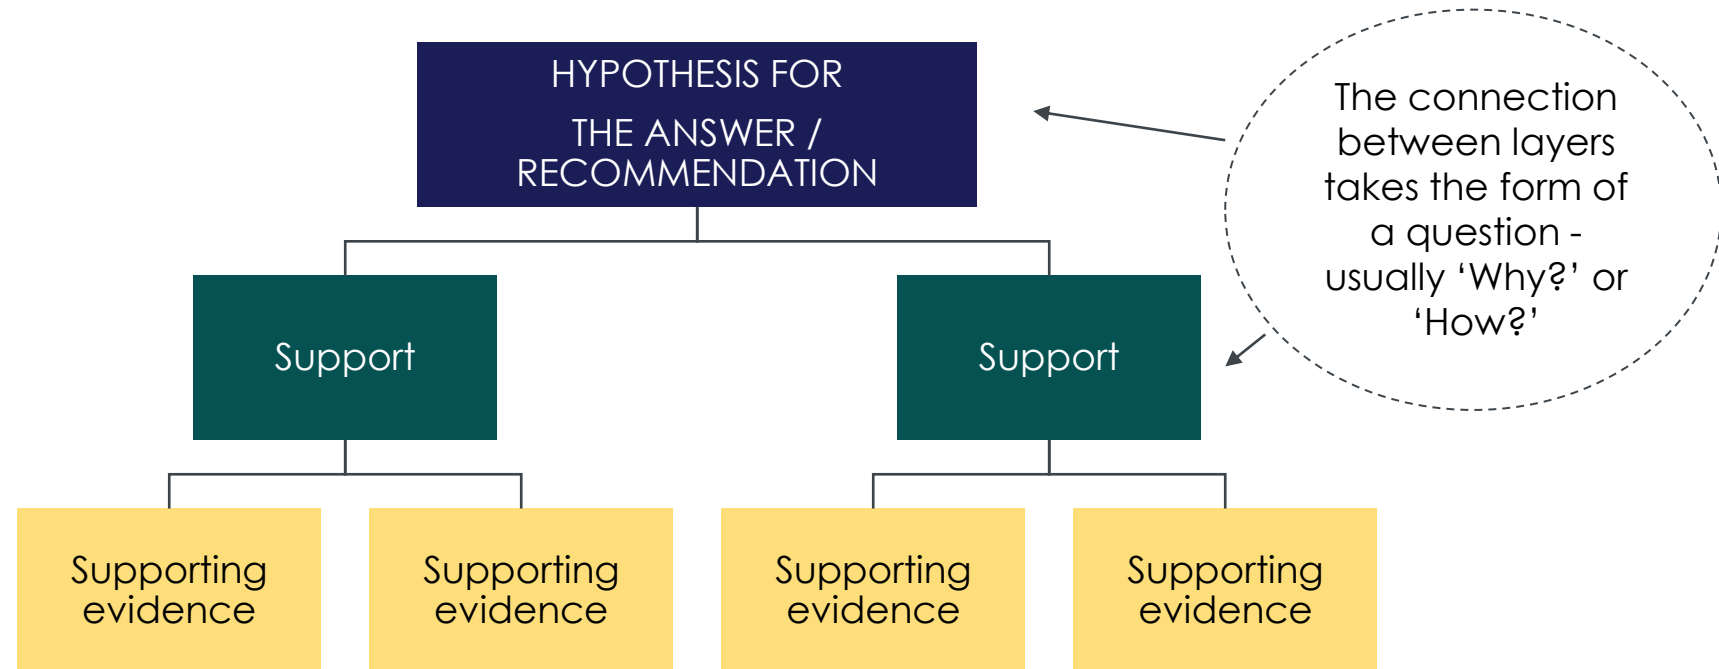 HYPOTHESIS FOR
THE ANSWER /
RECOMMENDATION
The connection
between layers
takes the form of
a question -
usually ‘Why?’ or
‘How?’
Support
Support
Supporting
evidence
Supporting
evidence
Supporting
evidence
Supporting
evidence